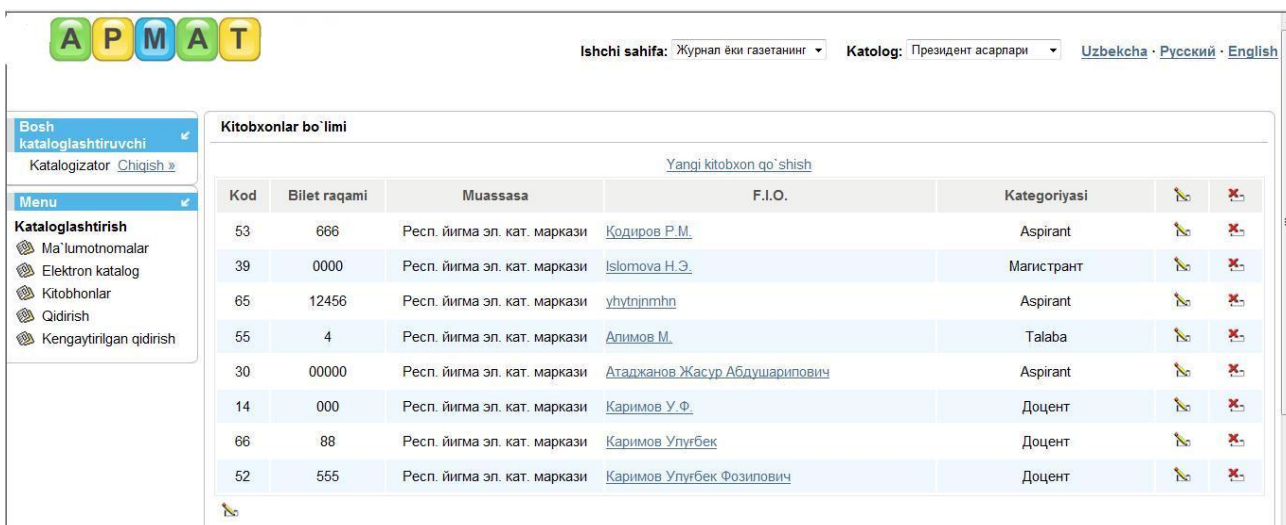 АРМАТ
Ishchi sahifa: Журнал ёки газетанинг Katolog: Президент асарлари Uzbekcha · Русский · English
Bosh kataloglashtiruvchi
Katalogizator Chiqish »
Menu
Kataloglashtirish
Ma`lumotnomalar
Elektron katalog
Kitobhonlar
Qidirish
Kengaytirilgan qidirish
Kitobxonlar bo`limi
Yangi kitobxon qo`shish
Kod Bilet raqami Muassasa F.I.O. Kategoriyasi
53 666 Респ. йигма эл. кат. маркази Қодиров Р.М. Aspirant
39 0000 Респ. йигма эл. кат. маркази Islomova Н.Э. Магистрант
65 12456 Респ. йигма эл. кат. маркази yhytnjnmhn Aspirant
55 4 Респ. йигма эл. кат. маркази Алимов М. Talaba
30 00000 Респ. йигма эл. кат. маркази Атаджанов Жасур Абдушарипович Aspirant
14 000 Респ. йигма эл. кат. маркази Каримов У.Ф. Доцент
66 88 Респ. йигма эл. кат. маркази Каримов Улуғбек Доцент
52 555 Респ. йигма эл. кат. маркази Каримов Улуғбек Фозилович Доцент